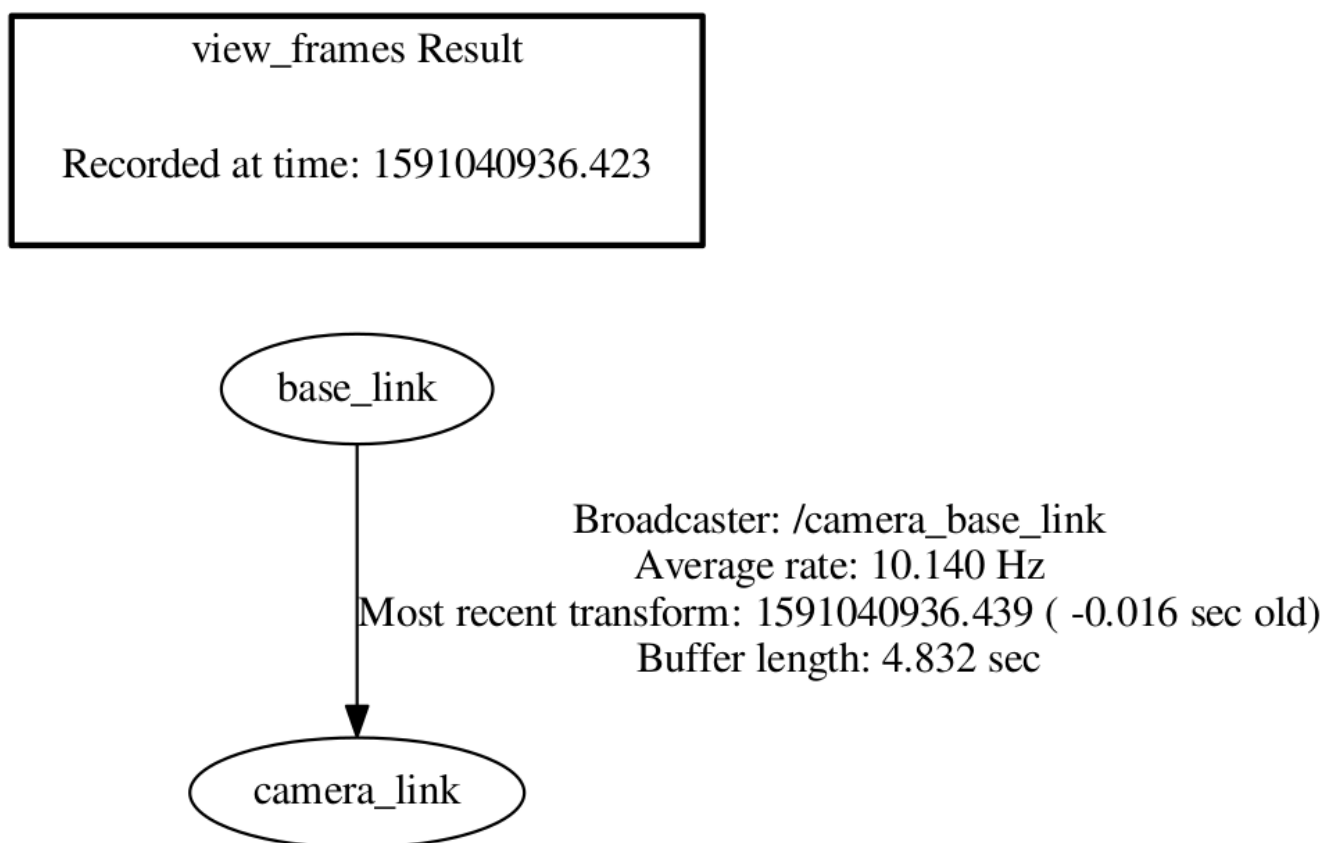 view_frames Result
Recorded at time: 1591040936.423
base_link
Broadcaster: /camera_base_link
Average rate: 10.140 Hz
Most recent transform: 1591040936.439 ( -0.016 sec old)
Buffer length: 4.832 sec
camera_link